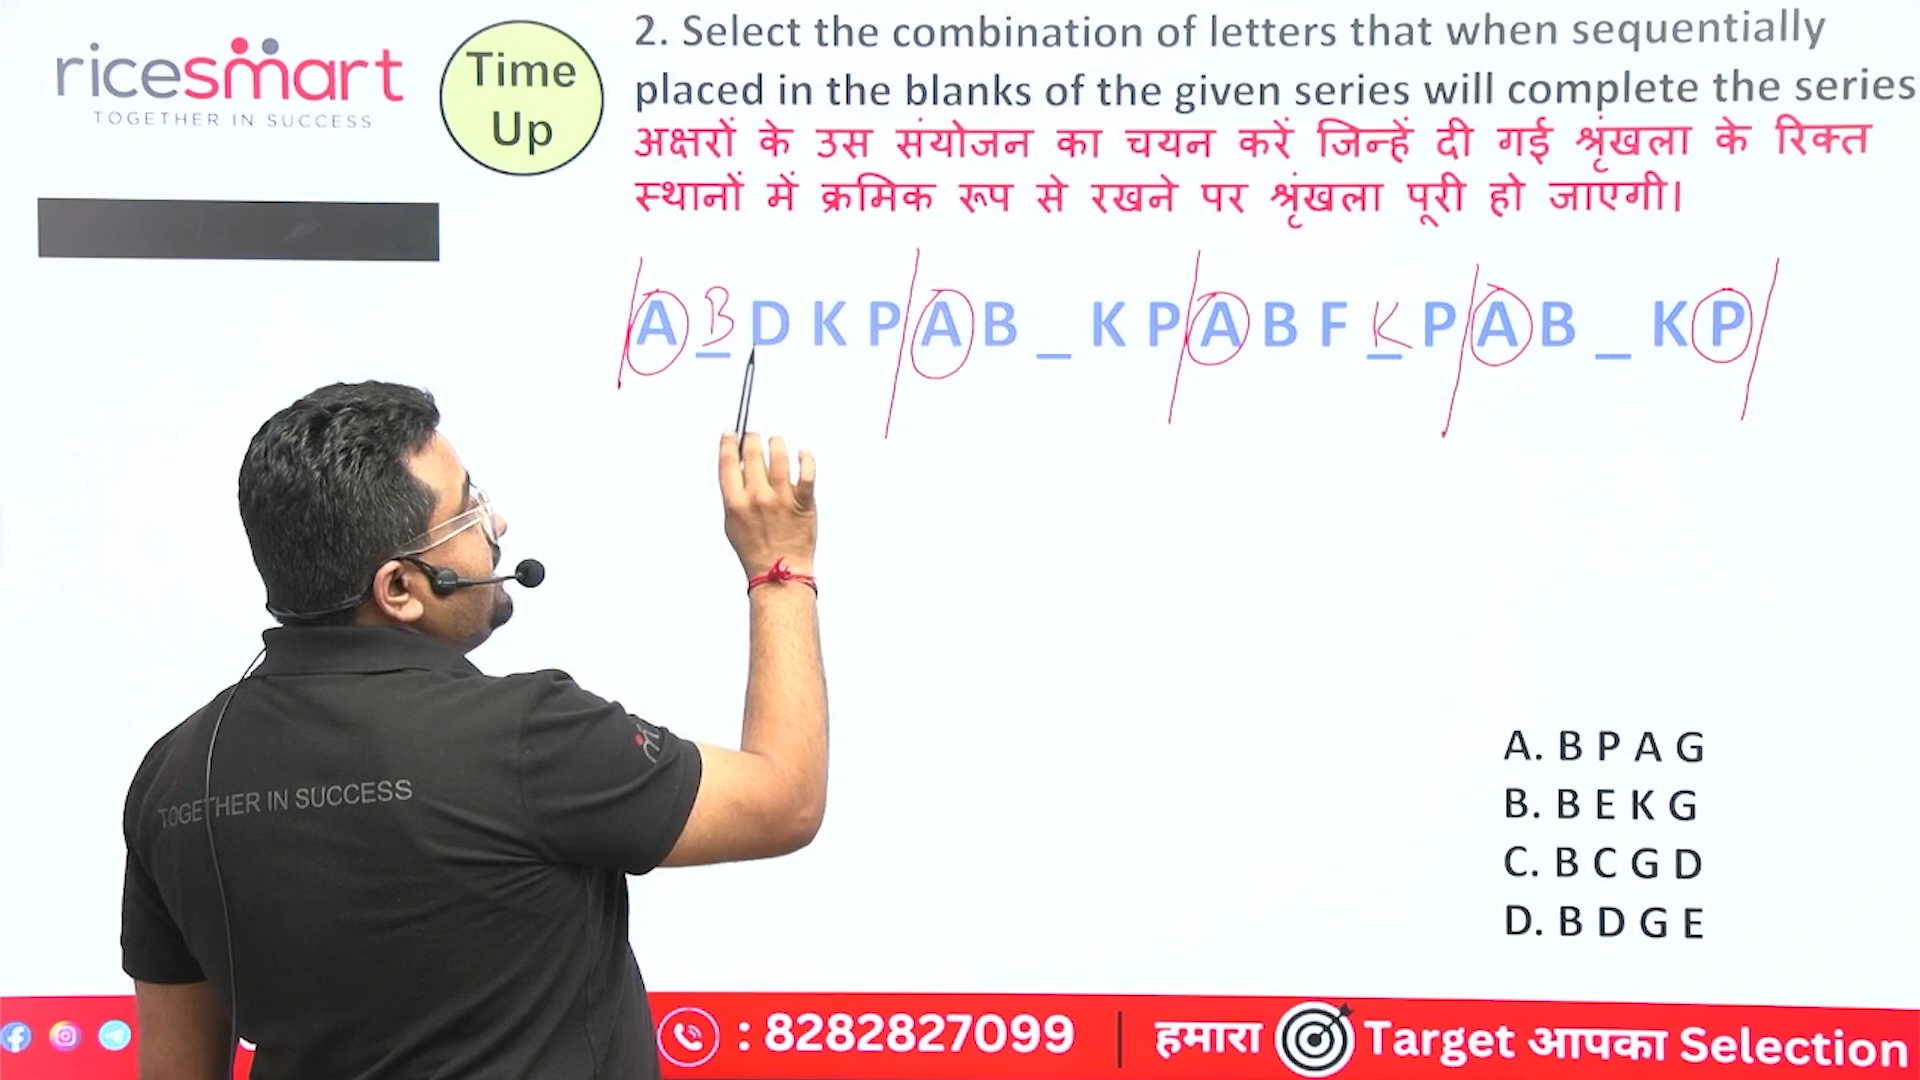 ricesmart
TOGETHER IN SUCCESS
Time
Up
2. Select the combination of letters that when sequentially
placed in the blanks of the given series will complete the series
अक्षरों के उस संयोजन का चयन करें जिन्हें दी गई श्रृंखला के रिक्त
स्थानों में क्रमिक रूप से रखने पर श्रृंखला पूरी हो जाएगी।
A B D K P / A B _ K P / A B F K P / A B _ K P /
A. B P A G
B. B E K G
C. B C G D
D. B D G E
TOGETHER IN SUCCESS
: 8282827099 | हमारा Target आपका Selection